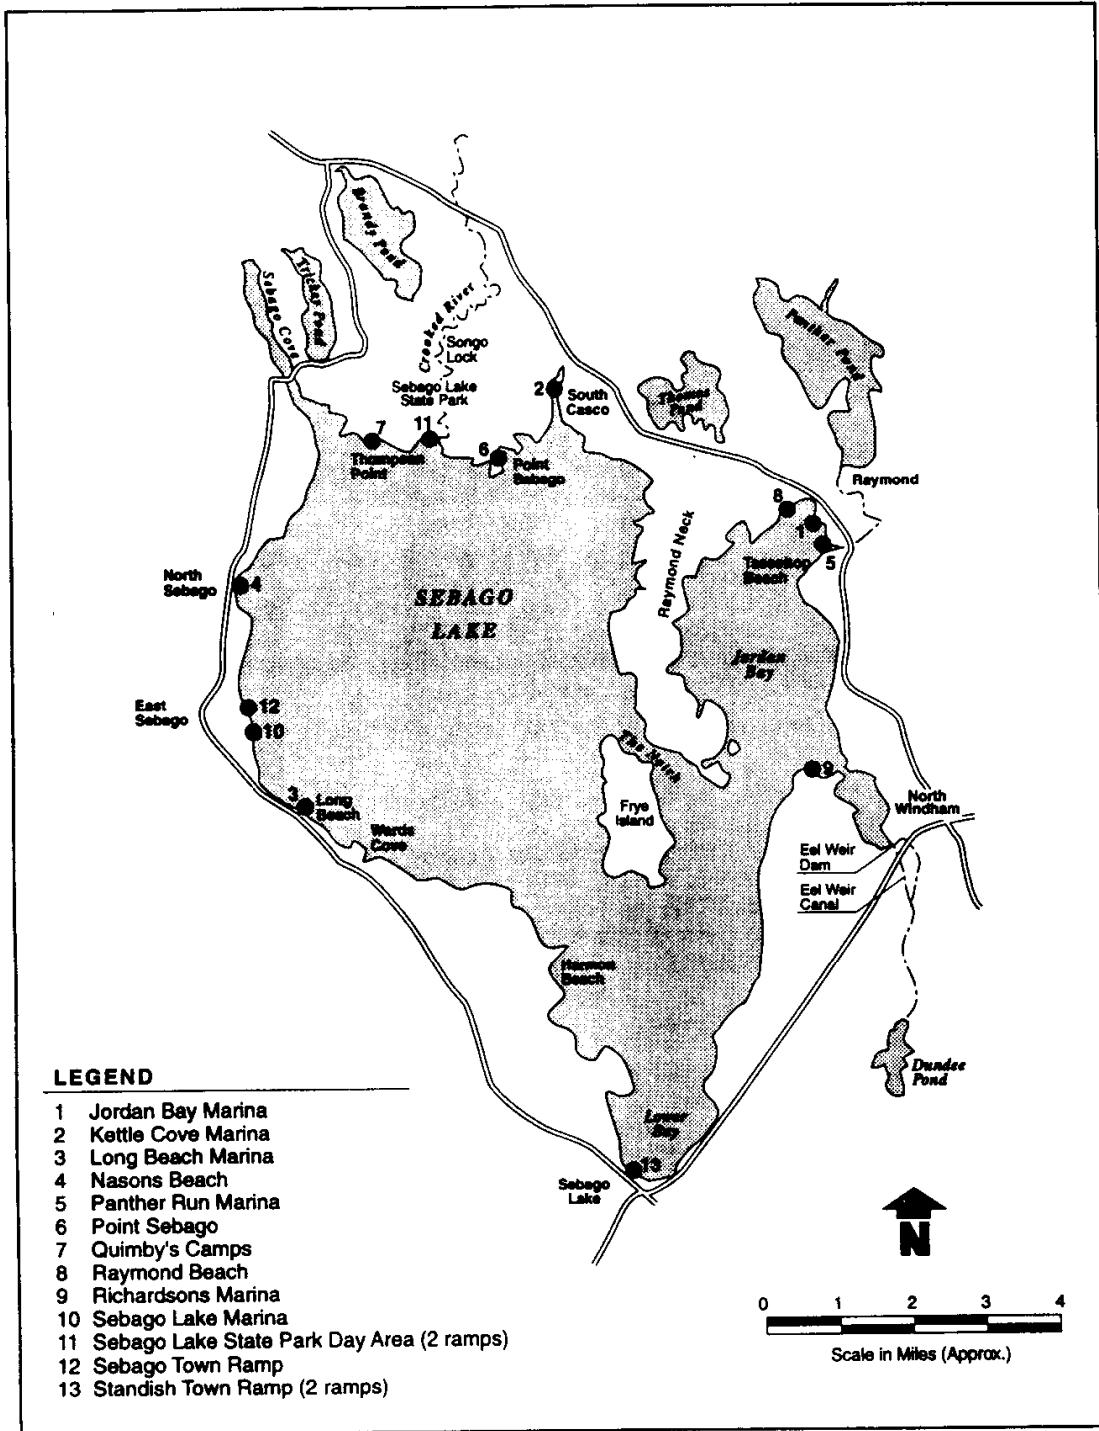 Brandy Pond
Trickey Pond
Sebago Cove
Crooked River
Songo
Lock
Sebago Lake
State Park
Panther Pond
Thomas
Pond
2
South
Casco
7
11
Thompson
Point
6
Point
Sebago
Raymond
8
1
5
Tasseltop
Beach
Raymond Neck
North
Sebago
4
SEBAGO
LAKE
Jordan
Bay
East
Sebago
12
10
The Notch
9
3
Long
Beach
Frye
Island
North
Windham
Wards
Cove
Eel Weir
Dam
Eel Weir
Canal
Harmon
Beach
Dundee
Pond
Lower
Bay
13
Sebago
Lake
LEGEND
1 Jordan Bay Marina
2 Kettle Cove Marina
3 Long Beach Marina
4 Nasons Beach
5 Panther Run Marina
6 Point Sebago
7 Quimby's Camps
8 Raymond Beach
9 Richardsons Marina
10 Sebago Lake Marina
11 Sebago Lake State Park Day Area (2 ramps)
12 Sebago Town Ramp
13 Standish Town Ramp (2 ramps)
N
0 1 2 3 4
Scale in Miles (Approx.)